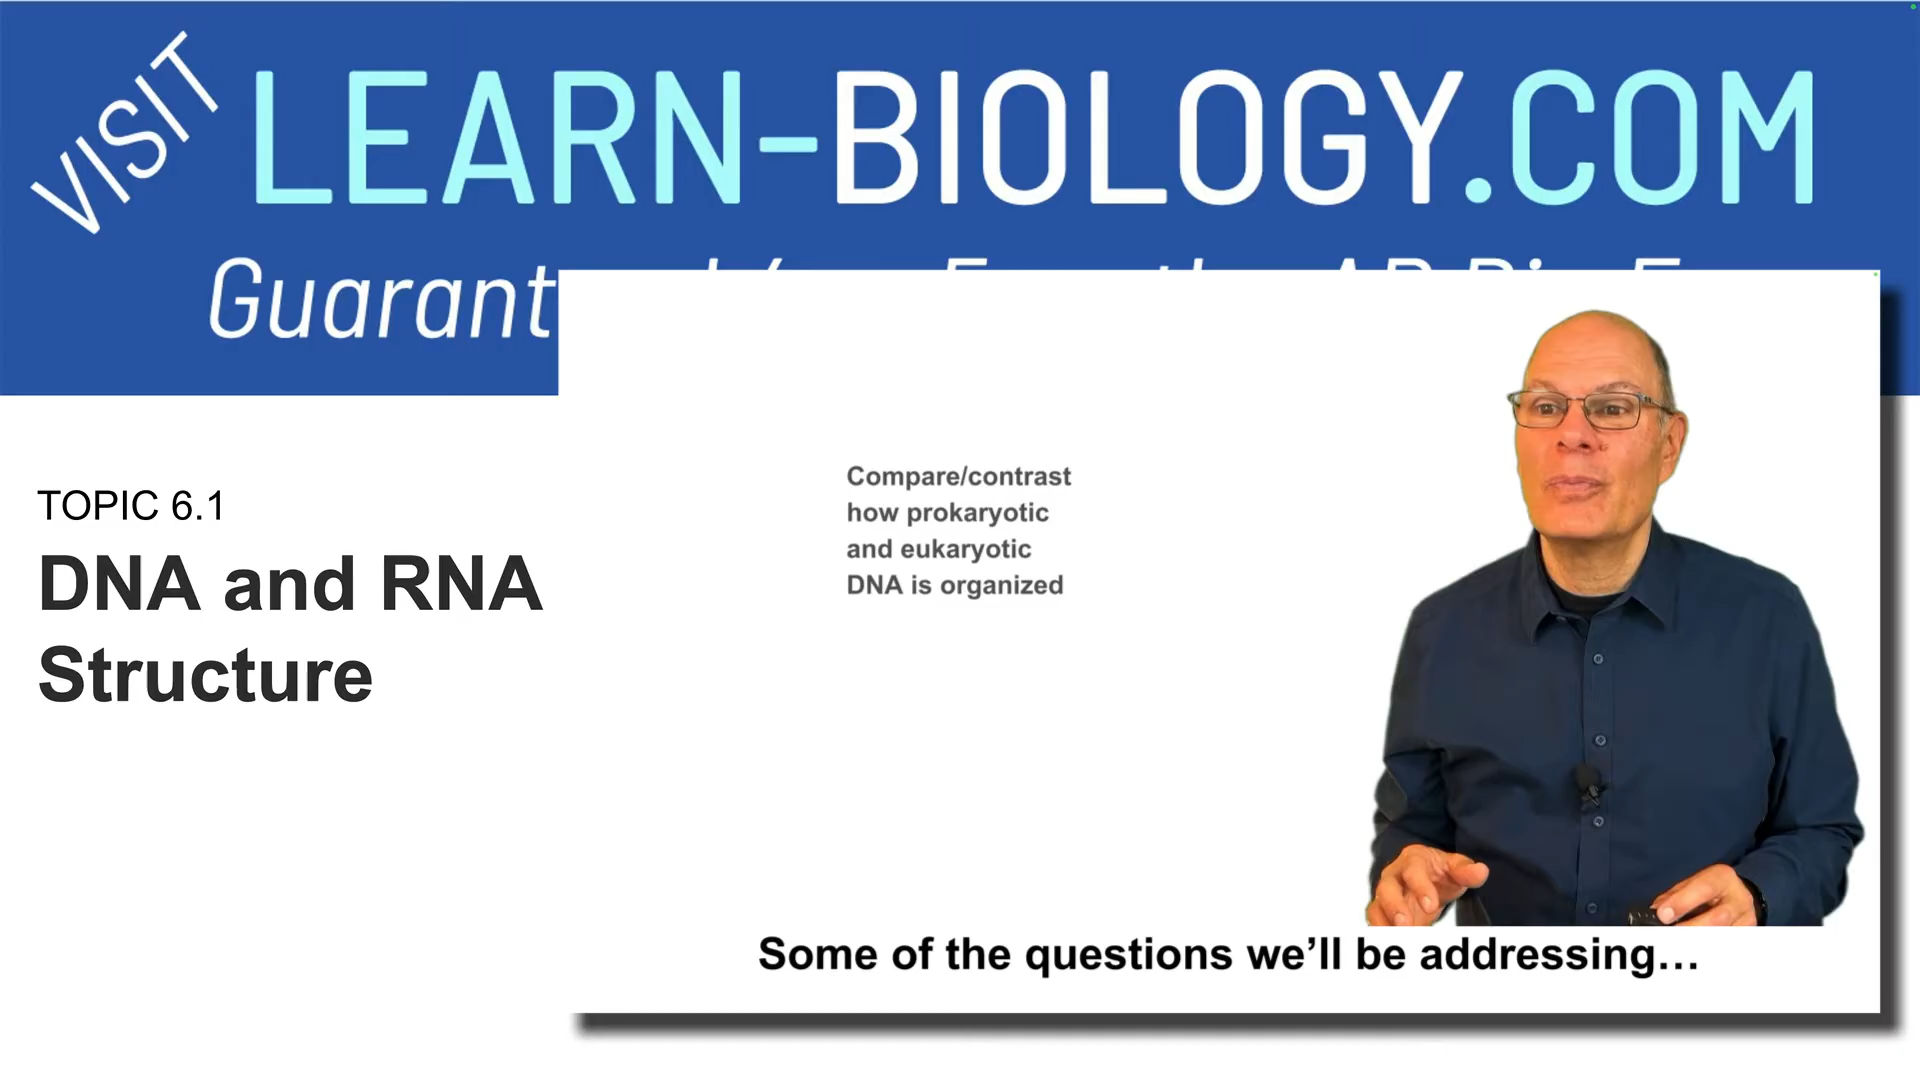 VISIT
LEARN-BIOLOGY.COM
TOPIC 6.1
DNA and RNA
Structure
Compare/contrast
how prokaryotic
and eukaryotic
DNA is organized
Some of the questions we’ll be addressing…